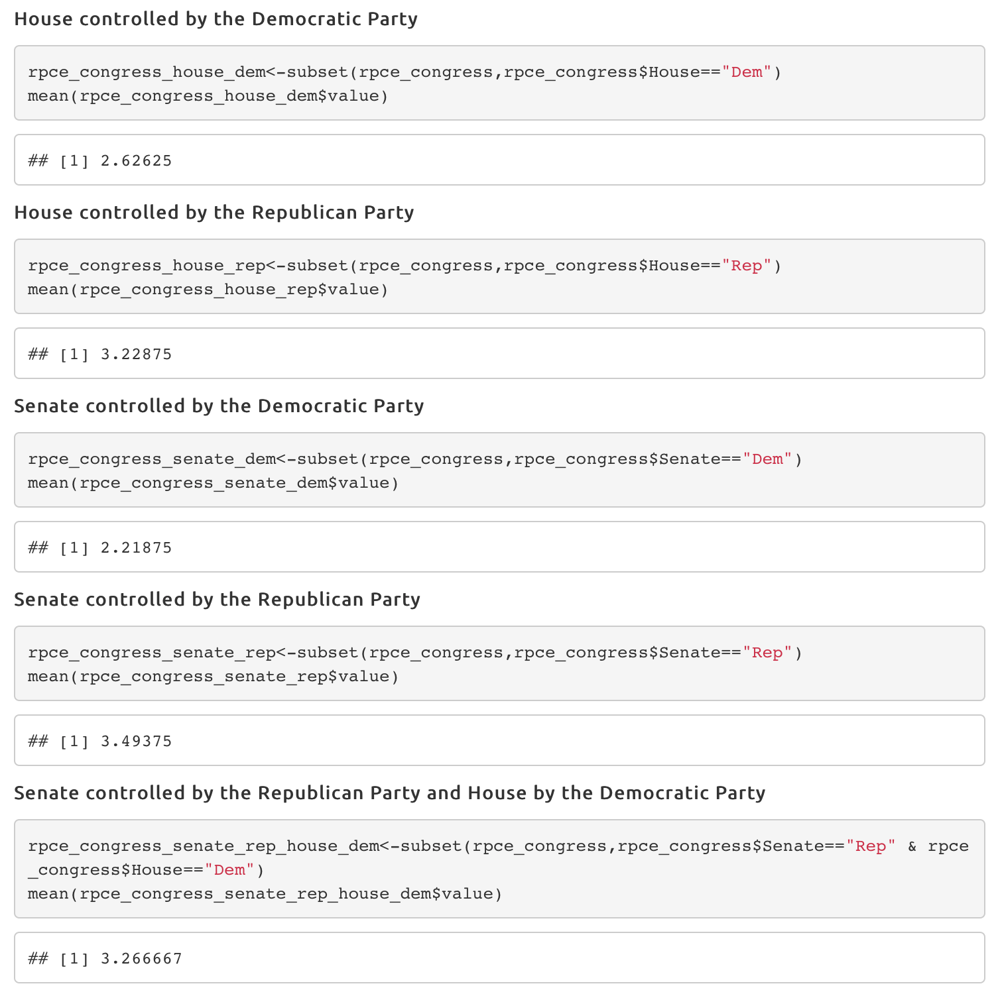 House controlled by the Democratic Party
rpce_congress_house_dem<-subset(rpce_congress,rpce_congress$House=="Dem")
mean(rpce_congress_house_dem$value)
## [1] 2.62625
House controlled by the Republican Party
rpce_congress_house_rep<-subset(rpce_congress,rpce_congress$House=="Rep")
mean(rpce_congress_house_rep$value)
## [1] 3.22875
Senate controlled by the Democratic Party
rpce_congress_senate_dem<-subset(rpce_congress,rpce_congress$Senate=="Dem")
mean(rpce_congress_senate_dem$value)
## [1] 2.21875
Senate controlled by the Republican Party
rpce_congress_senate_rep<-subset(rpce_congress,rpce_congress$Senate=="Rep")
mean(rpce_congress_senate_rep$value)
## [1] 3.49375
Senate controlled by the Republican Party and House by the Democratic Party
rpce_congress_senate_rep_house_dem<-subset(rpce_congress,rpce_congress$Senate=="Rep" & rpce
_congress$House=="Dem")
mean(rpce_congress_senate_rep_house_dem$value)
## [1] 3.266667